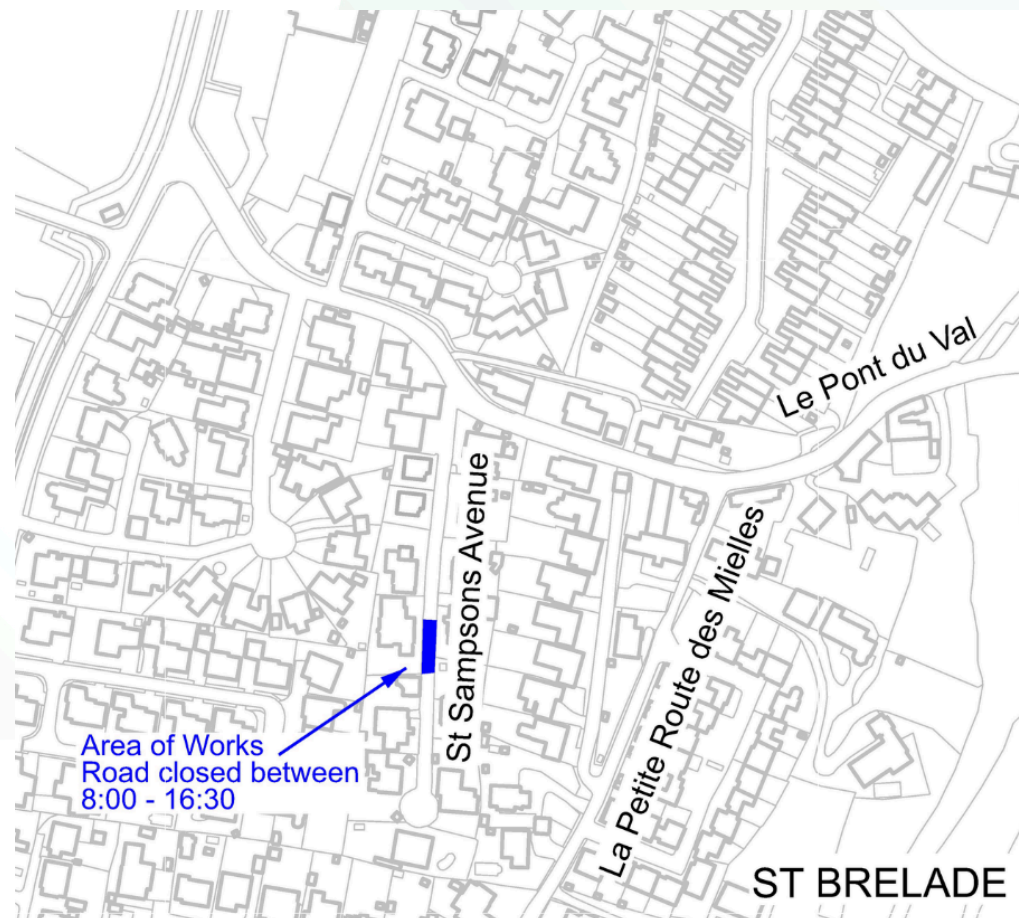 Le Pont du Val
St Sampsons Avenue
La Petite Route des Mielles
Area of Works
Road closed between
8:00 - 16:30
ST BRELADE